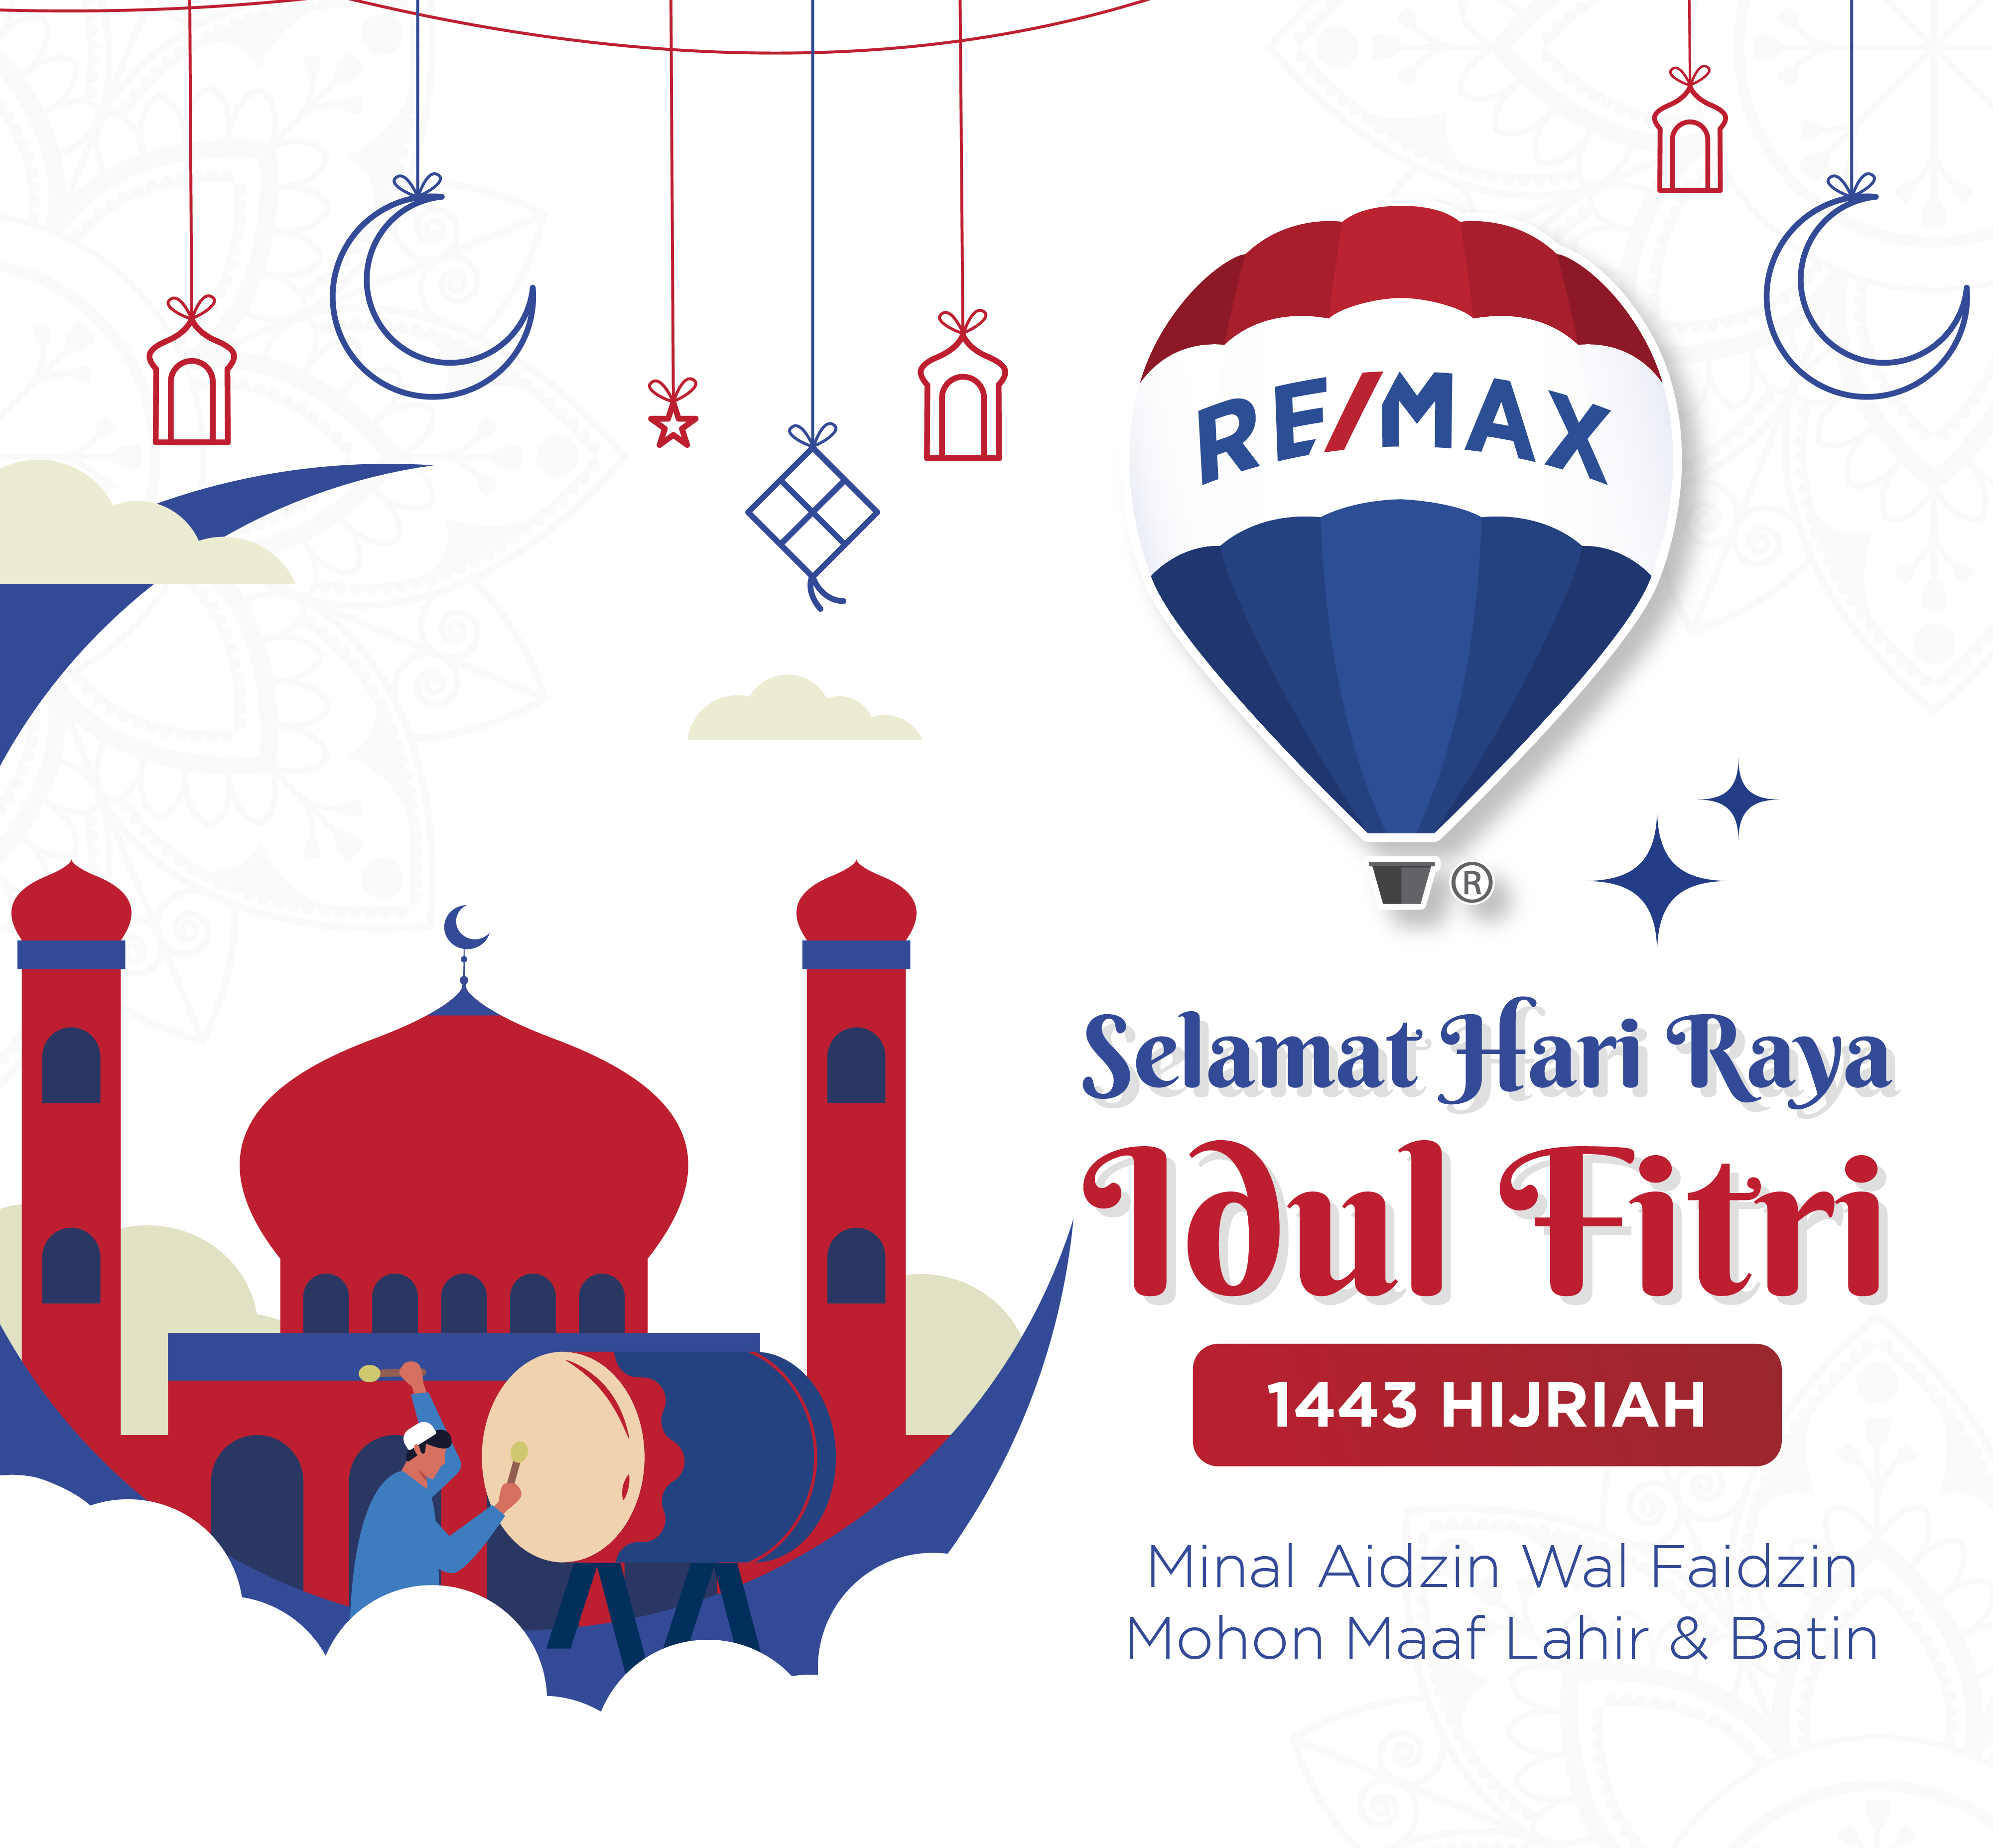 RE/MAX
®
Selamat Hari Raya
Idul Fitri
1443 HIJRIAH
Minal Aidzin Wal Faidzin
Mohon Maaf Lahir & Batin